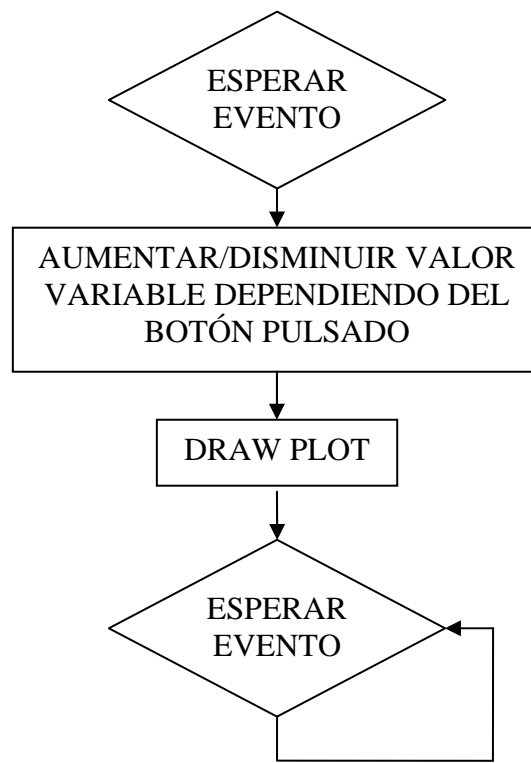 ESPERAR
EVENTO
AUMENTAR/DISMINUIR VALOR
VARIABLE DEPENDIENDO DEL
BOTÓN PULSADO
DRAW PLOT
ESPERAR
EVENTO